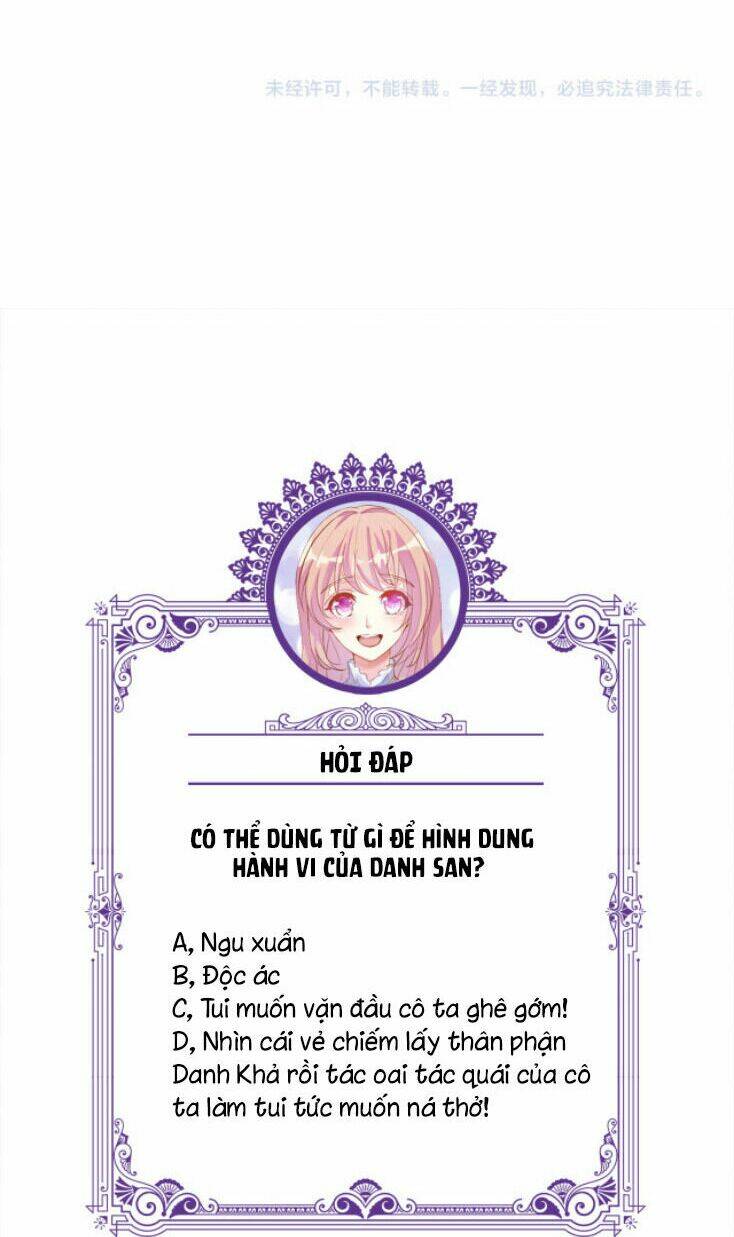 未经许可，不能转载。一经发现，必追究法律责任。
HỎI ĐÁP
CÓ THỂ DÙNG TỪ GÌ ĐỂ HÌNH DUNG
HÀNH VI CỦA DANH SAN?
A, Ngu xuẩn
B, Độc ác
C, Tui muốn vặn đầu cô ta ghê gớm!
D, Nhìn cái vẻ chiếm lấy thân phận
Danh Khả rồi tác oai tác quái của cô
ta làm tui tức muốn ná thở!